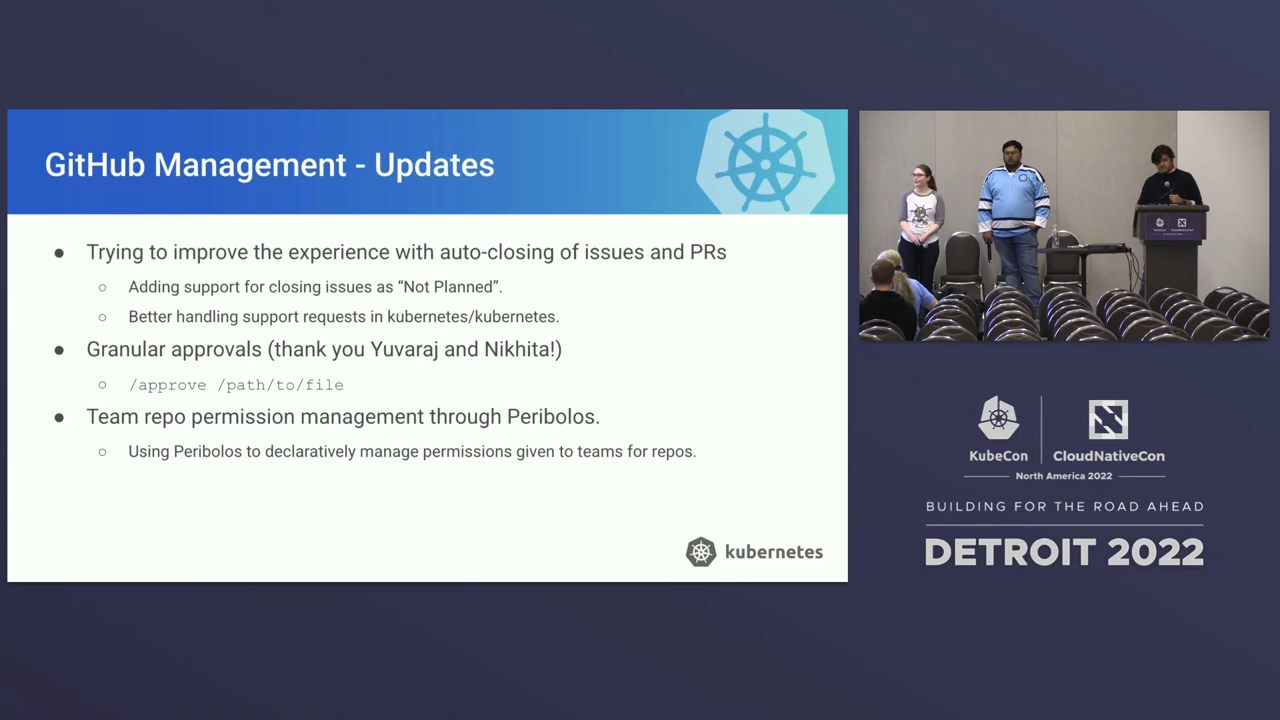 GitHub Management - Updates
● Trying to improve the experience with auto-closing of issues and PRs
○ Adding support for closing issues as “Not Planned”.
○ Better handling support requests in kubernetes/kubernetes.
● Granular approvals (thank you Yuvaraj and Nikhita!)
○ /approve /path/to/file
● Team repo permission management through Peribolos.
○ Using Peribolos to declaratively manage permissions given to teams for repos.
kubernetes
KubeCon
CloudNativeCon
North America 2022
BUILDING FOR THE ROAD AHEAD
DETROIT 2022